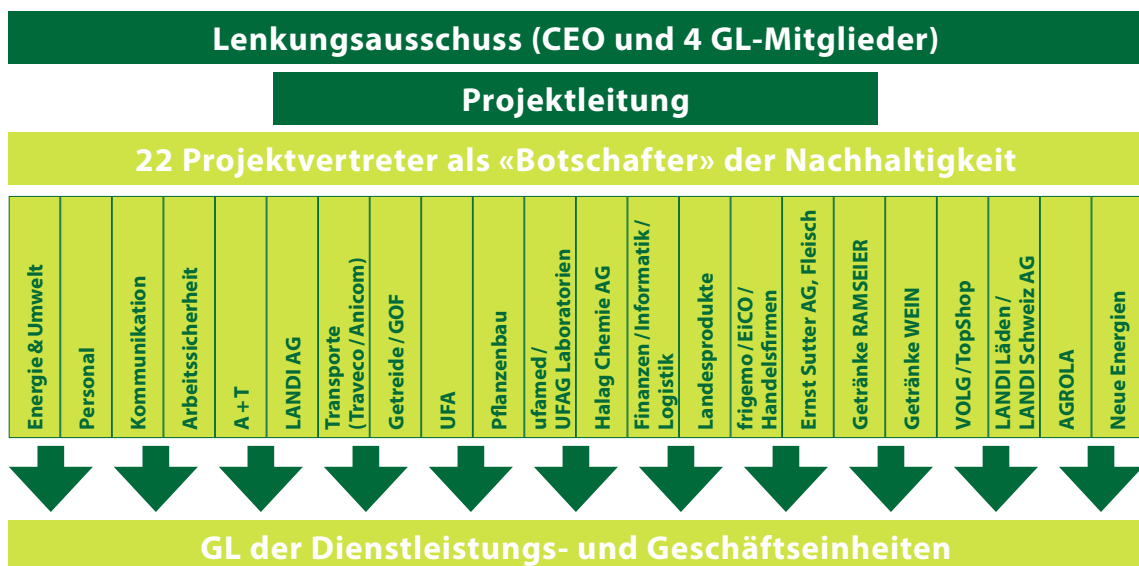 Lenkungsausschuss (CEO und 4 GL-Mitglieder)
Projektleitung
22 Projektvertreter als «Botschafter» der Nachhaltigkeit
Energie & Umwelt
Personal
Kommunikation
Arbeitssicherheit
A + T
LANDI AG
Transporte
(Traveco / Anicom)
Getreide / GOF
UFA
Pflanzenbau
ufamed /
UFAG Laboratorien
Halag Chemie AG
Finanzen / Informatik /
Logistik
Landesprodukte
frigemo / EiCO /
Handelsfirmen
Ernst Sutter AG, Fleisch
Getränke RAMSEIER
Getränke WEIN
VOLG / TopShop
LANDI Läden /
LANDI Schweiz AG
AGROLA
Neue Energien
GL der Dienstleistungs- und Geschäftseinheiten